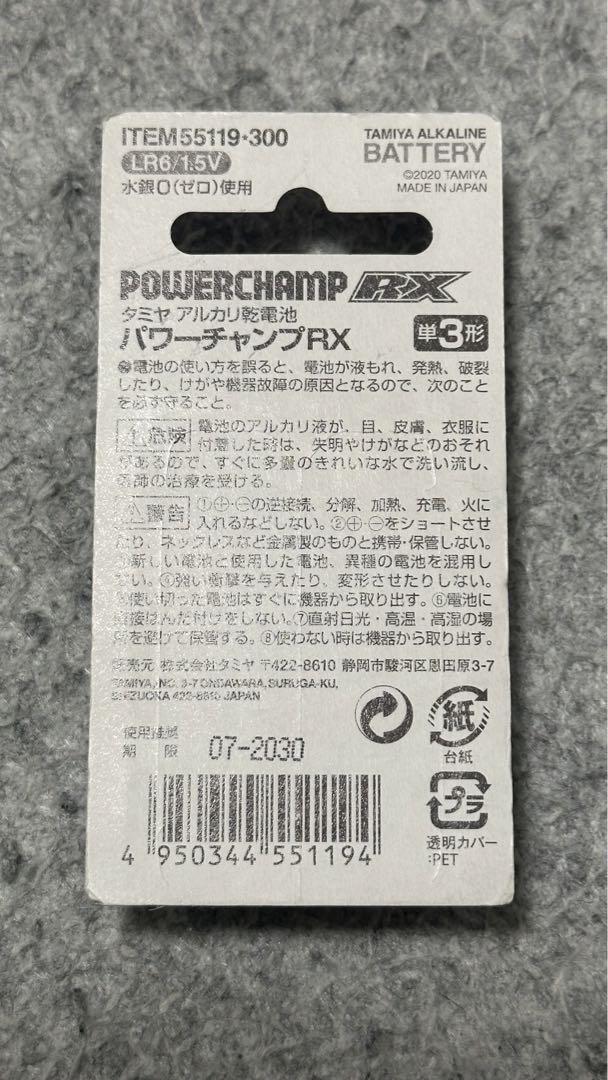 ITEM 55119・300
LR6/1.5V
水銀0(ゼロ)使用
TAMIYA ALKALINE
BATTERY
©2020 TAMIYA
MADE IN JAPAN
POWERCHAMP RX
タミヤ アルカリ乾電池
パワーチャンプRX
単3形
電池の使い方を誤ると、電池が液もれ、発熱、破裂
したり、けがや機器故障の原因となるので、次のこと
を必ず守ること。
⚠危険 電池のアルカリ液が、目、皮膚、衣服に
付着した時は、失明やけがなどのおそれ
があるので、すぐに多量のきれいな水で洗い流し、
医師の治療を受ける。
⚠警告 ①⊕・⊖の逆接続、分解、加熱、充電、火に
入れるなどしない。②⊕・⊖をショートさせ
たり、ネックレスなど金属製のものと携帯・保管しない。
③新しい電池と使用した電池、異種の電池を混用し
ない。④強い衝撃を与えたり、変形させたりしない。
⑤使い切った電池はすぐに機器から取り出す。⑥電池に
直接はんだ付けをしない。⑦直射日光・高温・高湿の場
所を避けて保管する。⑧使わない時は機器から取り出す。
販売元 株式会社タミヤ 〒422-8610 静岡市駿河区恩田原3-7
TAMIYA, INC. 3-7 ONDAWARA, SURUGA-KU,
SHIZUOKA 422-8610 JAPAN
使用推奨
期 限
07-2030
紙
台紙
プラ
透明カバー
:PET
4 950344 551194